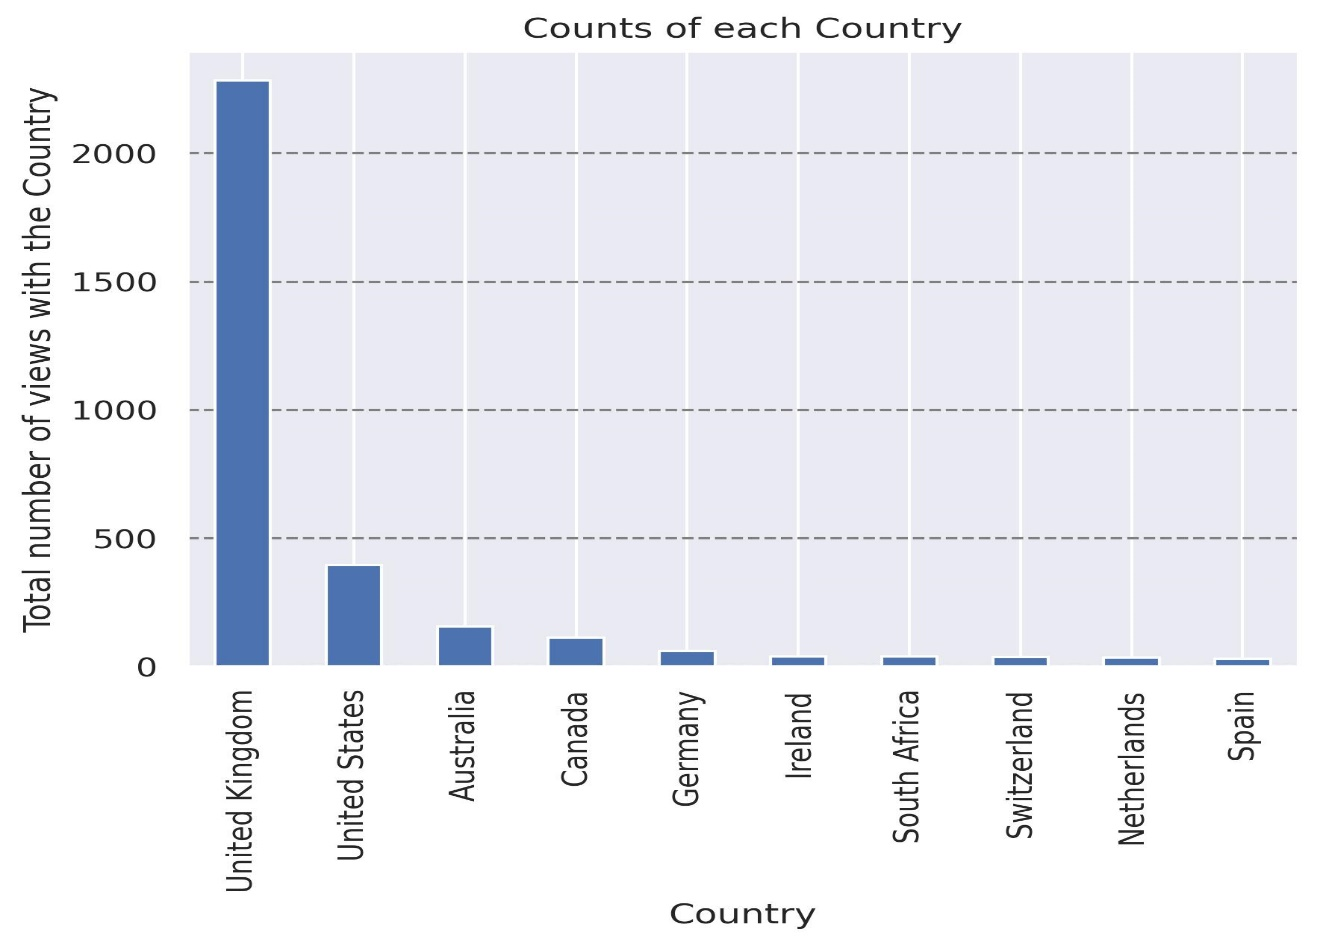 Counts of each Country
Total number of views with the Country
2000
1500
1000
500
0
United Kingdom
United States
Australia
Canada
Germany
Ireland
South Africa
Switzerland
Netherlands
Spain
Country